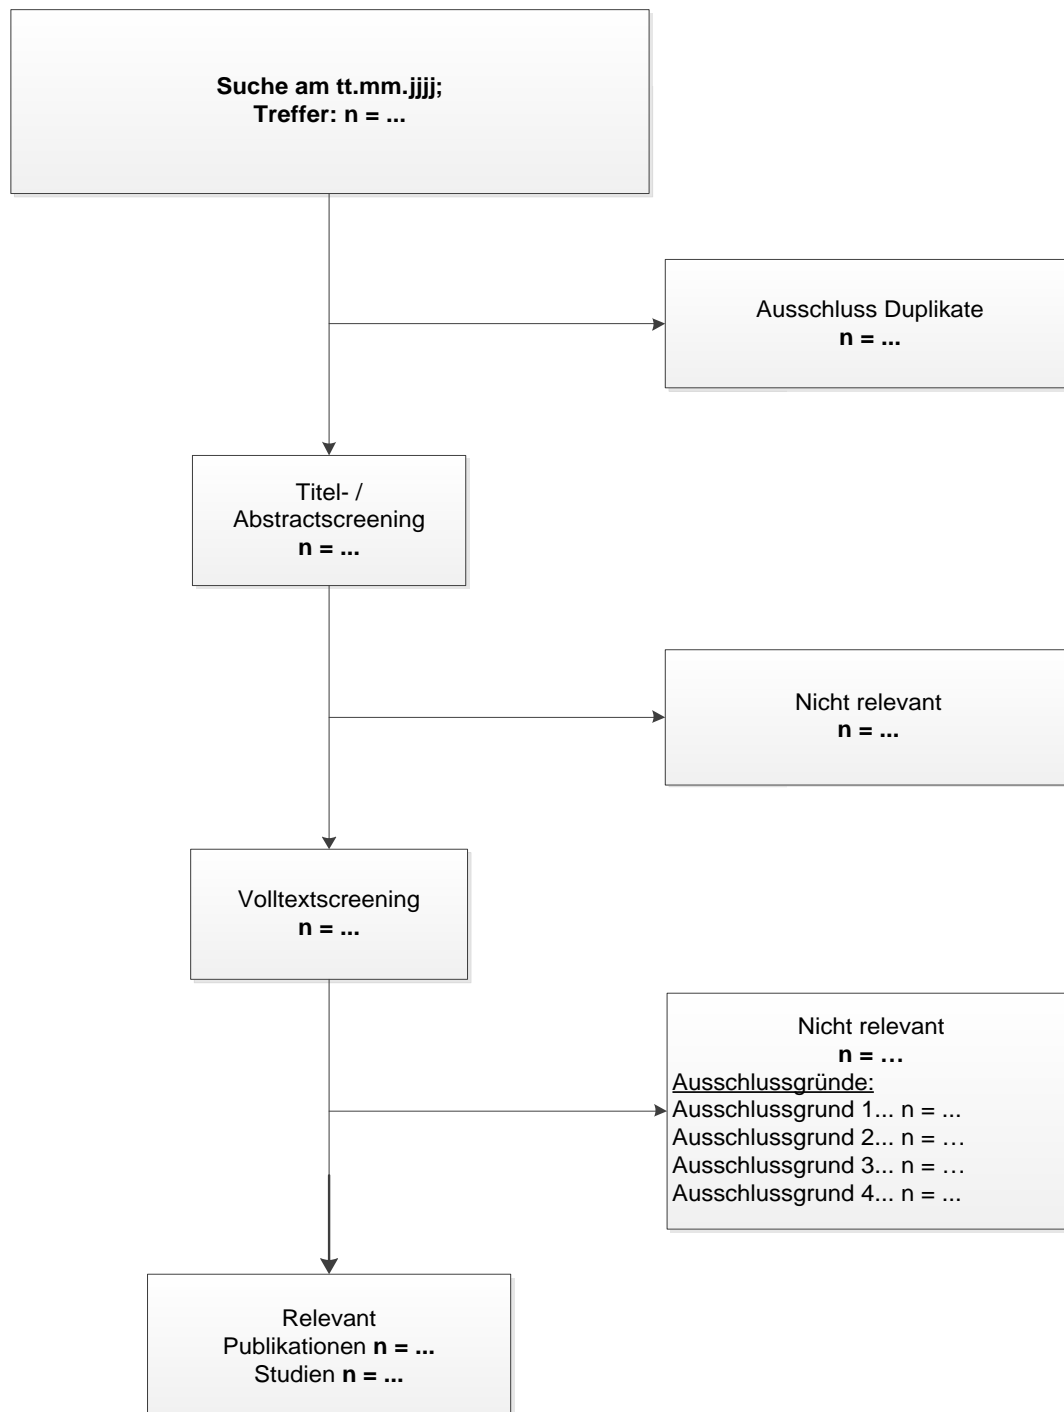 Suche am tt.mm.jjjj;
Treffer: n = ...
Ausschluss Duplikate
n = ...
Titel- /
Abstractscreening
n = ...
Nicht relevant
n = ...
Volltextscreening
n = ...
Nicht relevant
n = …
Ausschlussgründe:
Ausschlussgrund 1... n = ...
Ausschlussgrund 2... n = …
Ausschlussgrund 3... n = …
Ausschlussgrund 4... n = ...
Relevant
Publikationen n = ...
Studien n = ...